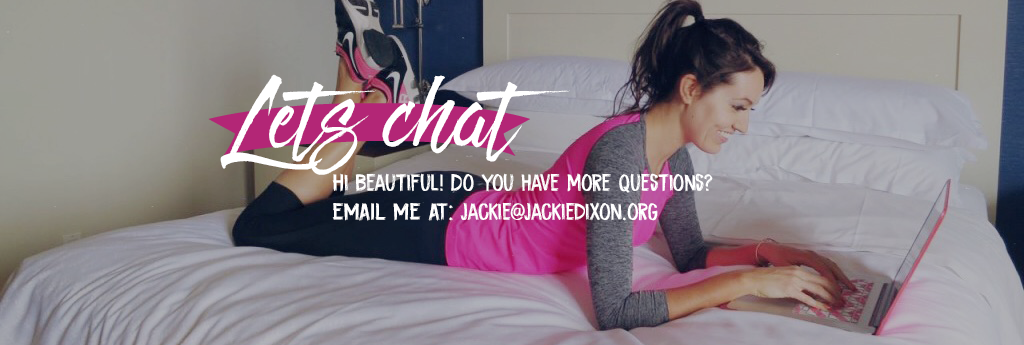 Lets chat
HI BEAUTIFUL! DO YOU HAVE MORE QUESTIONS?
EMAIL ME AT: JACKIE@JACKIEDIXON.ORG